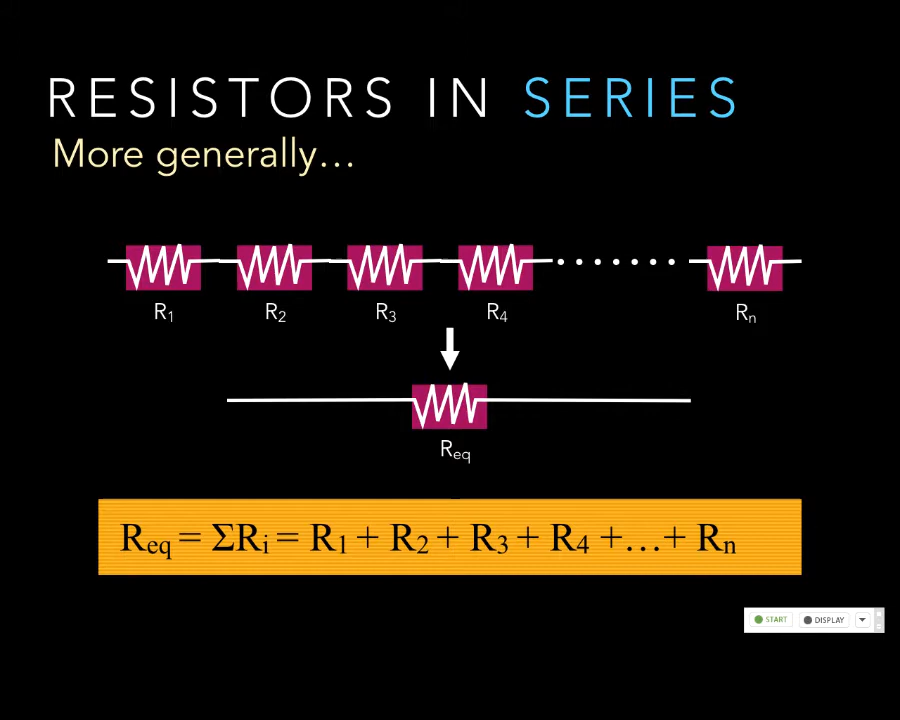 RESISTORS IN SERIES
More generally…
R₁ R₂ R₃ R₄ Rₙ
Req
Req = ΣRi = R₁ + R₂ + R₃ + R₄ +…+ Rn
START DISPLAY